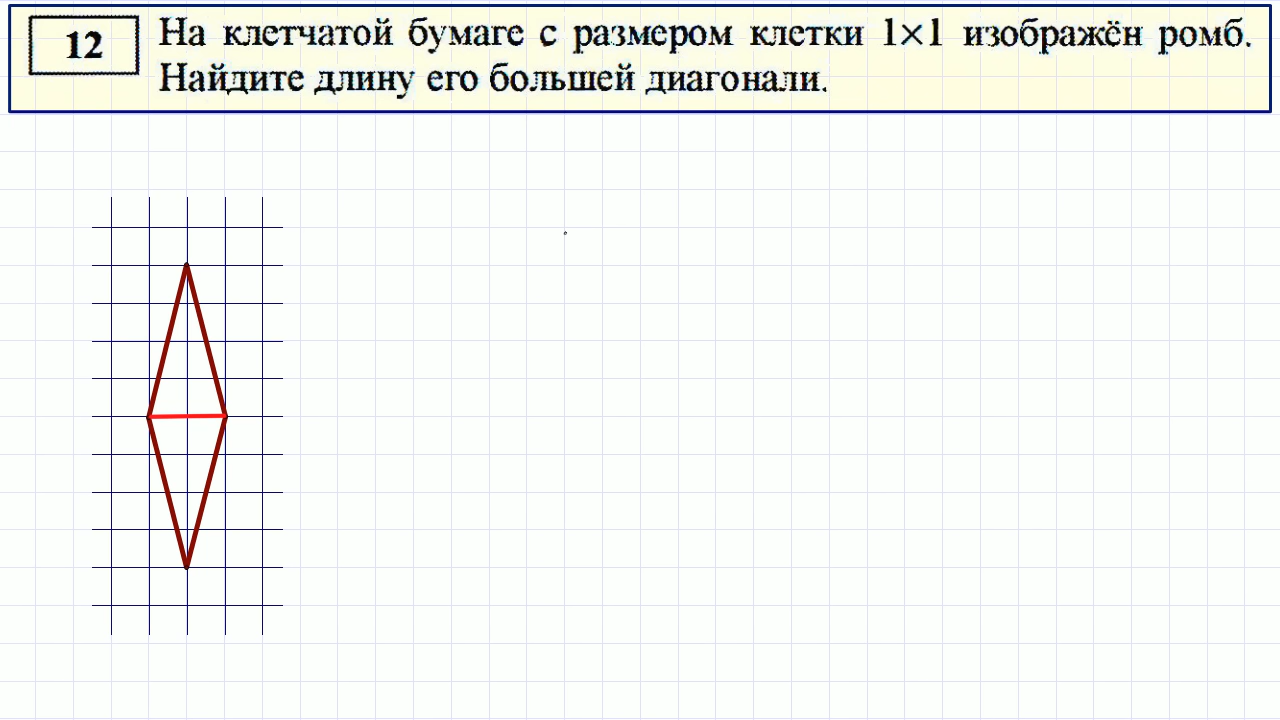 12
На клетчатой бумаге с размером клетки 1×1 изображён ромб.
Найдите длину его большей диагонали.